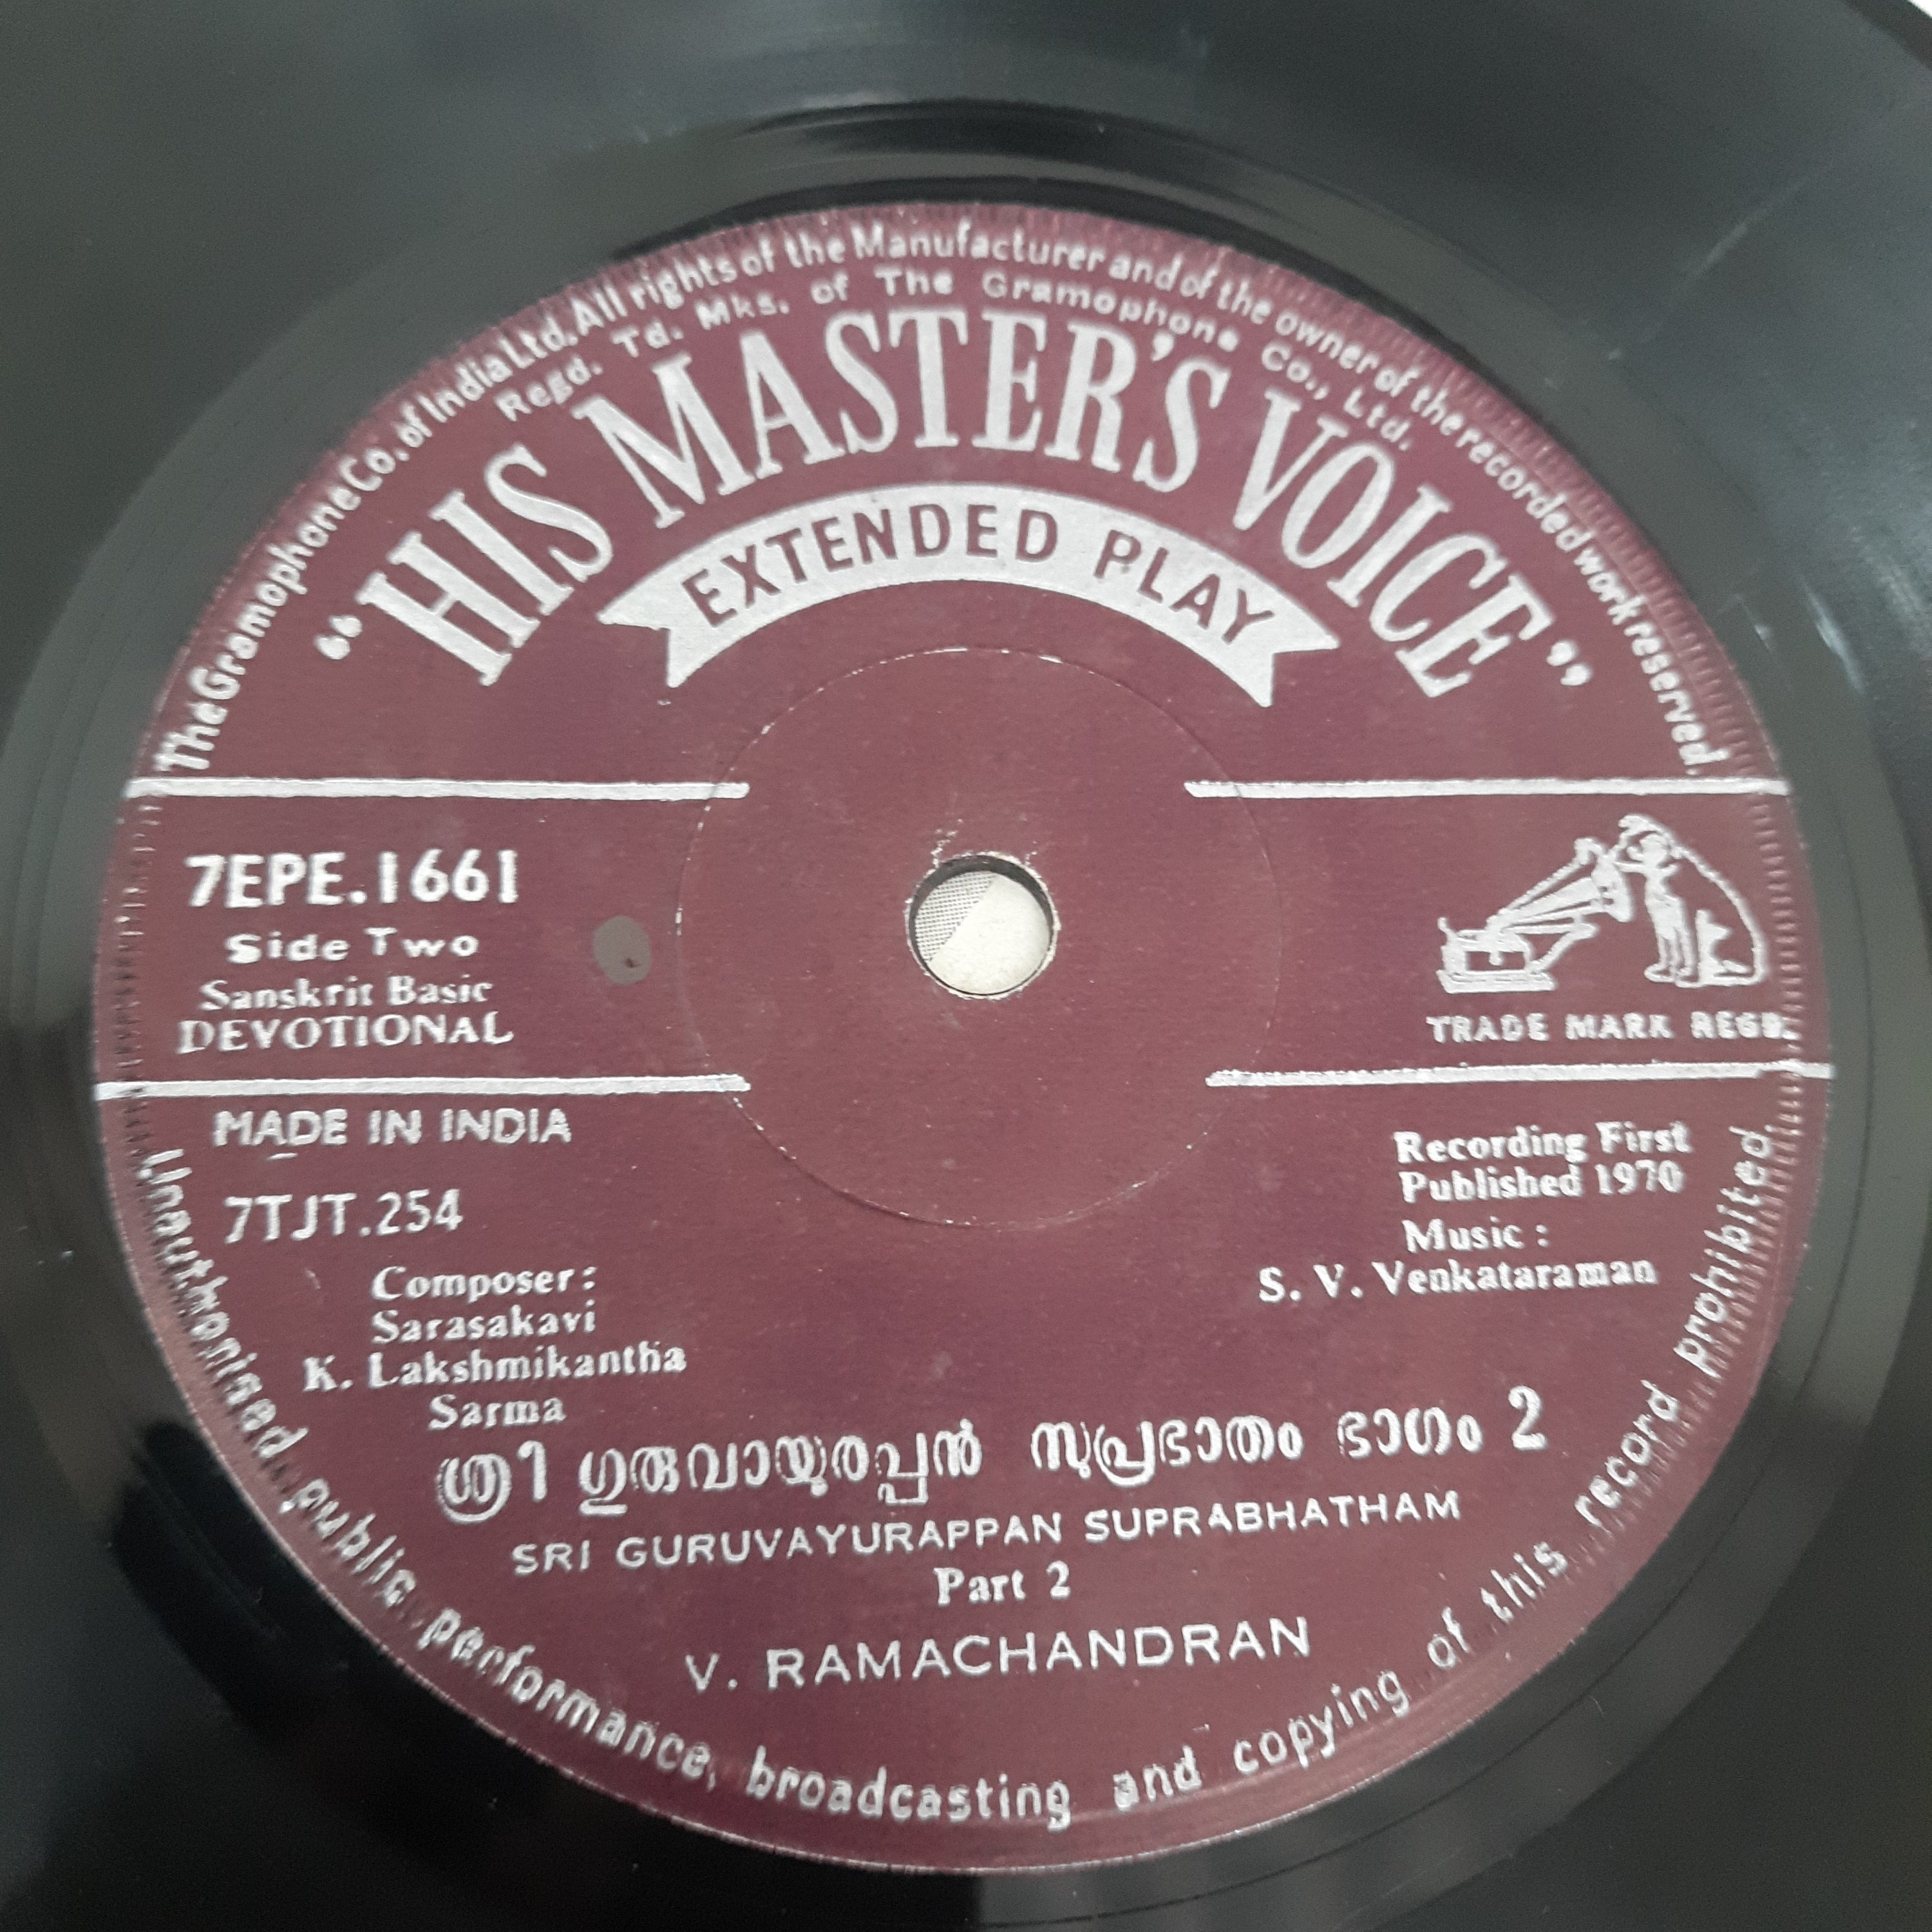 The Gramophone Co. of India Ltd. All rights of the Manufacturer and of the owner of the recorded work reserved.
Regd. Td. Mks. of The Gramophone Co., Ltd.
“HIS MASTER'S VOICE”
EXTENDED PLAY
7EPE.1661
Side Two
Sanskrit Basic
DEVOTIONAL
TRADE MARK REGD.
MADE IN INDIA
7TJT.254
Recording First
Published 1970
Music :
S. V. Venkataraman
Composer:
Sarasakavi
K. Lakshmikantha
Sarma
ശ്രീ ഗുരുവായുരപ്പൻ സുപ്രഭാതം ഭാഗം 2
SRI GURUVAYURAPPAN SUPRABHATHAM
Part 2
V. RAMACHANDRAN
Unauthorised public performance, broadcasting and copying of this record prohibited.